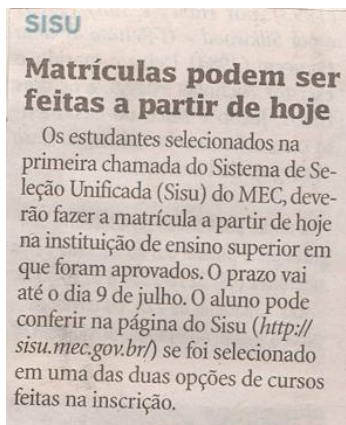 SISU
Matrículas podem ser
feitas a partir de hoje
Os estudantes selecionados na
primeira chamada do Sistema de Se-
leção Unificada (Sisu) do MEC, deve-
rão fazer a matrícula a partir de hoje
na instituição de ensino superior em
que foram aprovados. O prazo vai
até o dia 9 de julho. O aluno pode
conferir na página do Sisu (http://
sisu.mec.gov.br/) se foi selecionado
em uma das duas opções de cursos
feitas na inscrição.